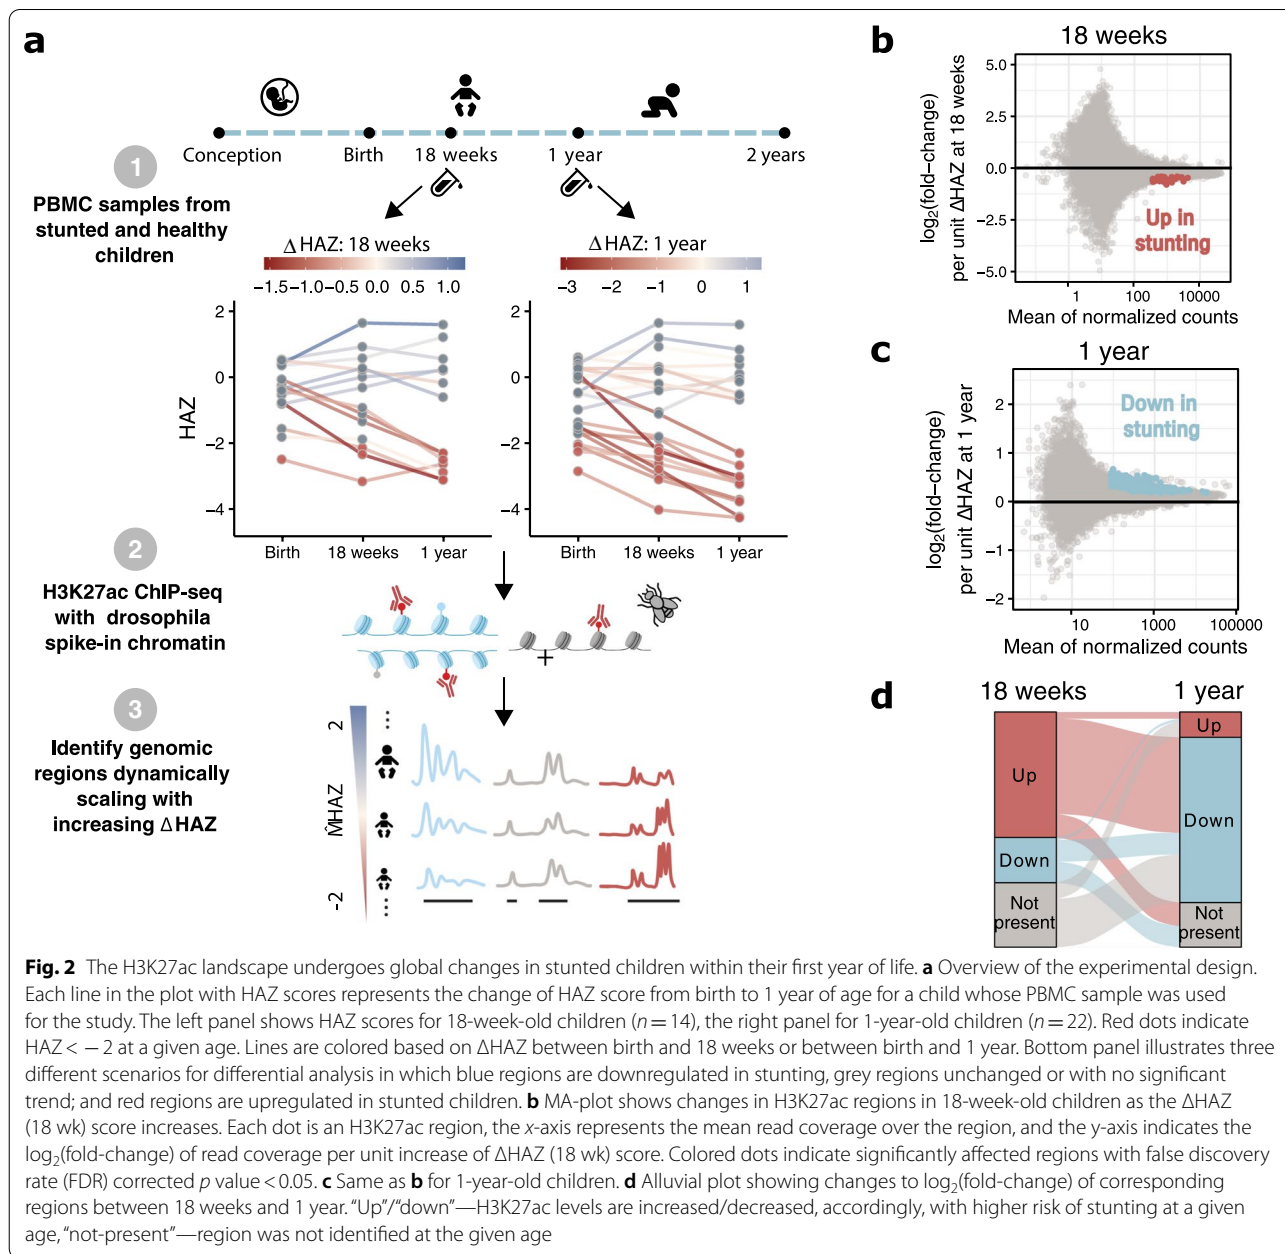 a
Conception
Birth
18 weeks
1 year
2 years
1
PBMC samples from
stunted and healthy
children
ΔHAZ: 18 weeks
−1.5
−1.0
−0.5
0.0
0.5
1.0
ΔHAZ: 1 year
−3
−2
−1
0
1
HAZ
2
0
−2
−4
Birth
18 weeks
1 year
2
0
−2
−4
Birth
18 weeks
1 year
2
H3K27ac ChIP-seq
with drosophila
spike-in chromatin
+
3
Identify genomic
regions dynamically
scaling with
increasing ΔHAZ
2
M̂HAZ
-2
b
18 weeks
log₂(fold−change)
per unit ΔHAZ at 18 weeks
5.0
2.5
0.0
−2.5
−5.0
Up in
stunting
1
100
10000
Mean of normalized counts
c
1 year
log₂(fold−change)
per unit ΔHAZ at 1 year
2
1
0
−1
−2
Down in
stunting
10
1000
100000
Mean of normalized counts
d
18 weeks
1 year
Up
Down
Not
present
Up
Down
Not
present
Fig. 2 The H3K27ac landscape undergoes global changes in stunted children within their first year of life. a Overview of the experimental design.
Each line in the plot with HAZ scores represents the change of HAZ score from birth to 1 year of age for a child whose PBMC sample was used
for the study. The left panel shows HAZ scores for 18-week-old children (n = 14), the right panel for 1-year-old children (n = 22). Red dots indicate
HAZ < − 2 at a given age. Lines are colored based on ΔHAZ between birth and 18 weeks or between birth and 1 year. Bottom panel illustrates three
different scenarios for differential analysis in which blue regions are downregulated in stunting, grey regions unchanged or with no significant
trend; and red regions are upregulated in stunted children. b MA-plot shows changes in H3K27ac regions in 18-week-old children as the ΔHAZ
(18 wk) score increases. Each dot is an H3K27ac region, the x-axis represents the mean read coverage over the region, and the y-axis indicates the
log₂(fold-change) of read coverage per unit increase of ΔHAZ (18 wk) score. Colored dots indicate significantly affected regions with false discovery
rate (FDR) corrected p value < 0.05. c Same as b for 1-year-old children. d Alluvial plot showing changes to log₂(fold-change) of corresponding
regions between 18 weeks and 1 year. “Up”/“down”—H3K27ac levels are increased/decreased, accordingly, with higher risk of stunting at a given
age, “not-present”—region was not identified at the given age